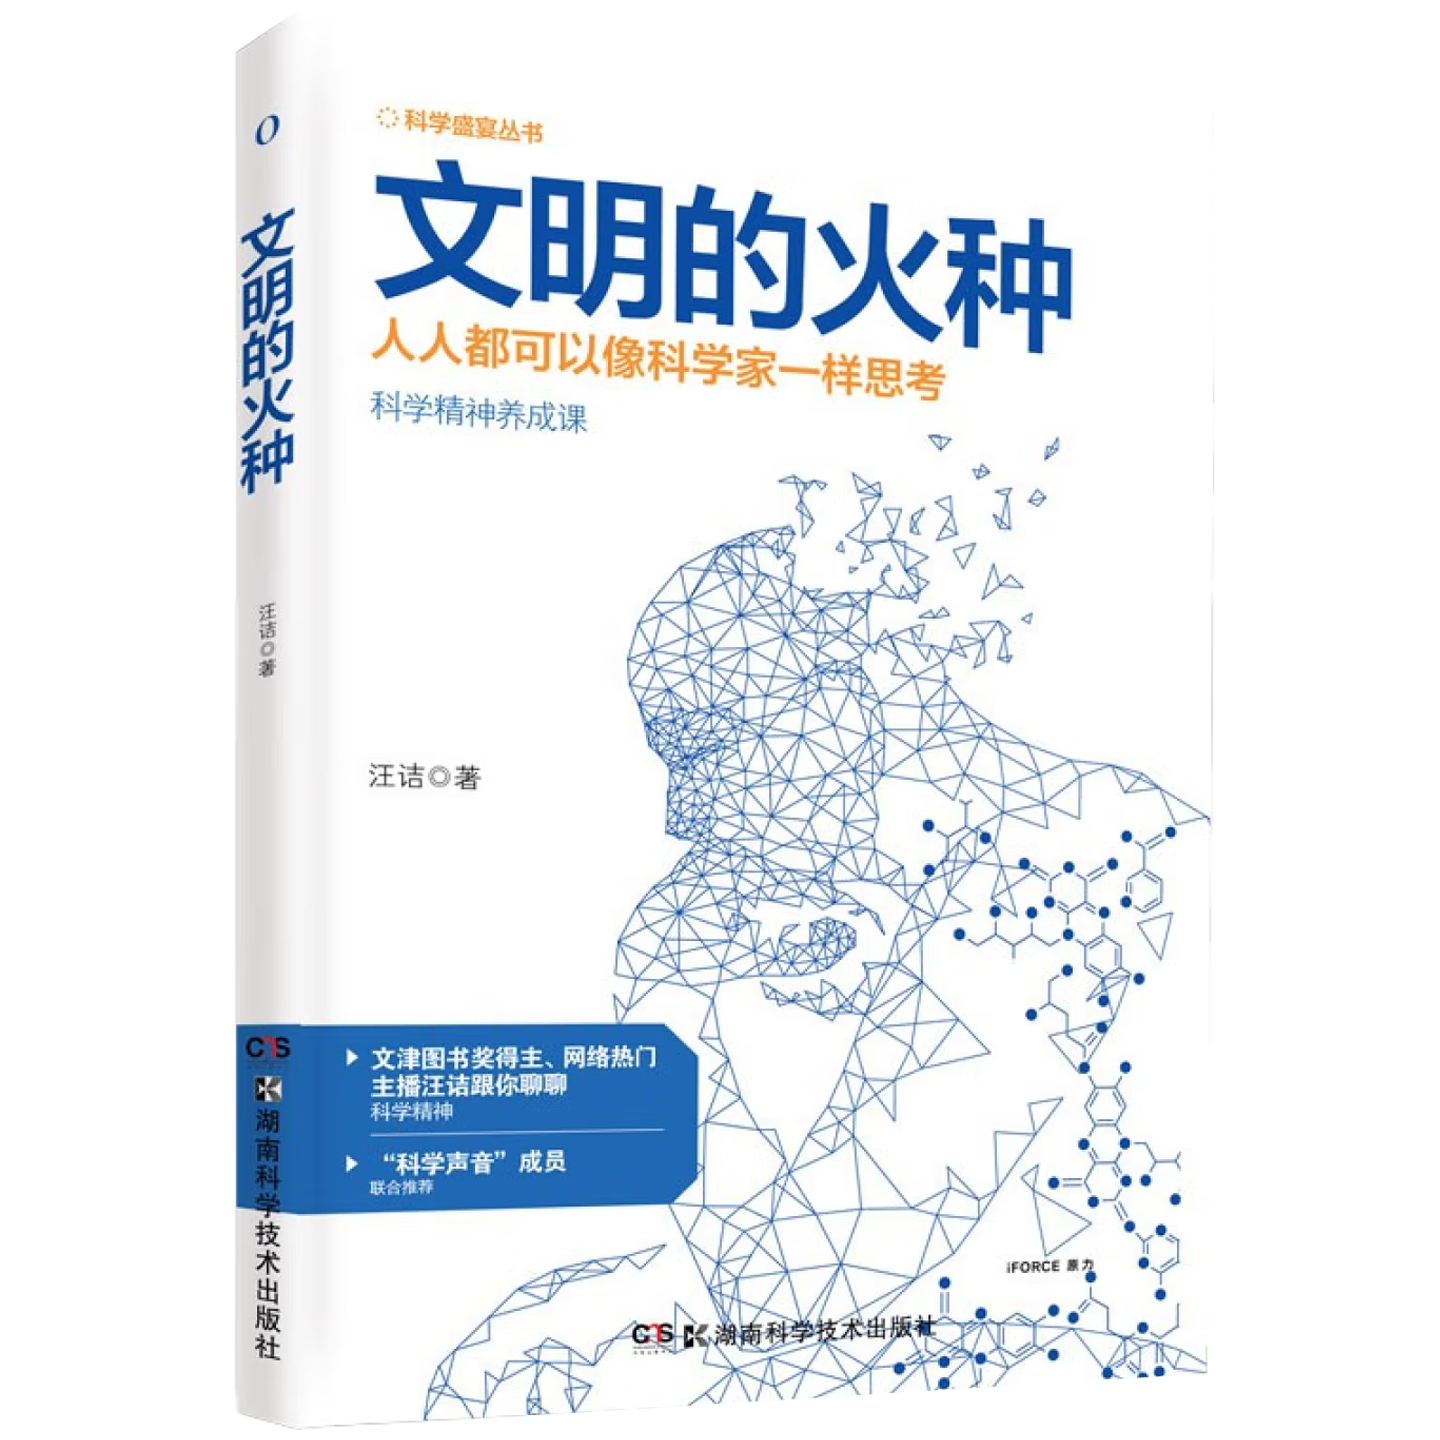 科学盛宴丛书
文明的火种
人人都可以像科学家一样思考
科学精神养成课
汪诘◎著
文津图书奖得主、网络热门
主播汪诘跟你聊聊
科学精神
“科学声音”成员
联合推荐
iFORCE 原力
CTS 湖南科学技术出版社
文明的火种
汪诘◎著
CTS
湖南科学技术出版社